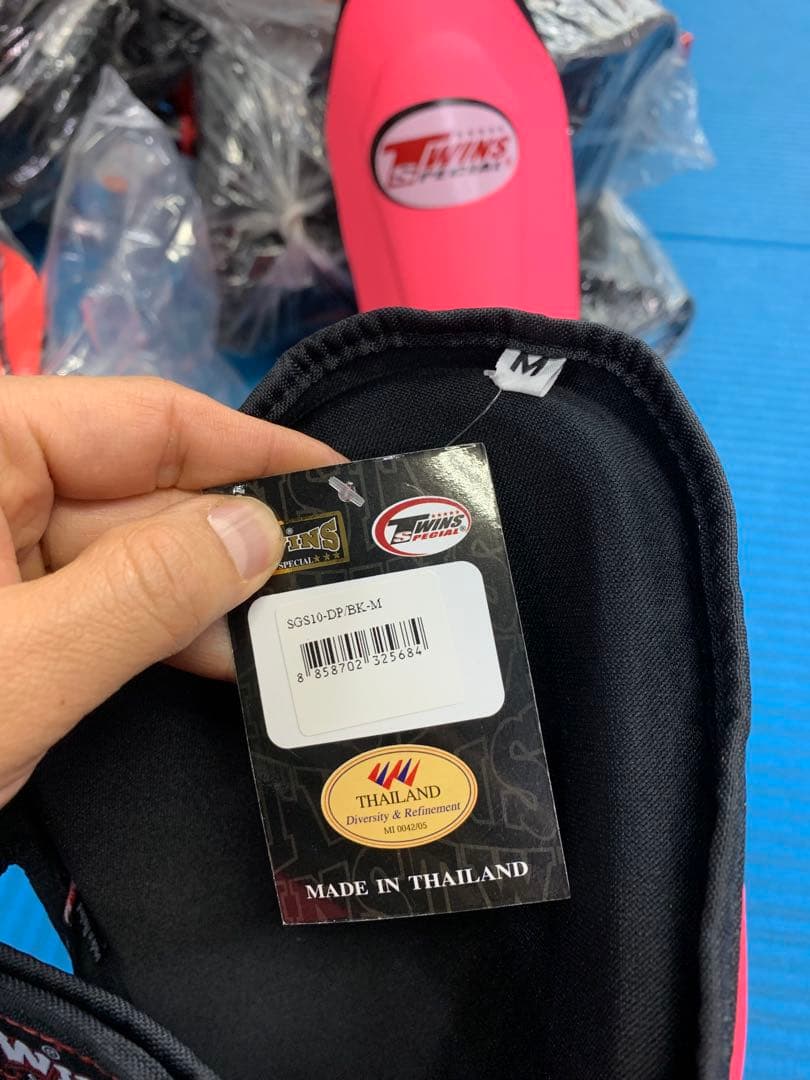 TWINS
SPECIAL
M
WINS
SPECIAL
TWINS
SPECIAL®
SGS10-DP/BK-M
8 858702 325684
THAILAND
Diversity & Refinement
MI 0042/05
MADE IN THAILAND